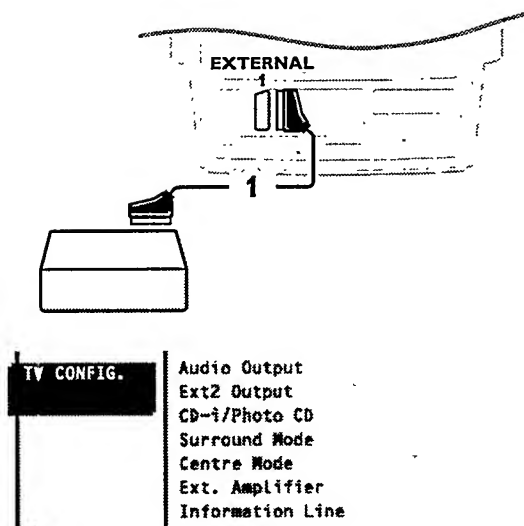 EXTERNAL
1
1
TV CONFIG.
Audio Output
Ext2 Output
CD-i/Photo CD
Surround Mode
Centre Mode
Ext. Amplifier
Information Line